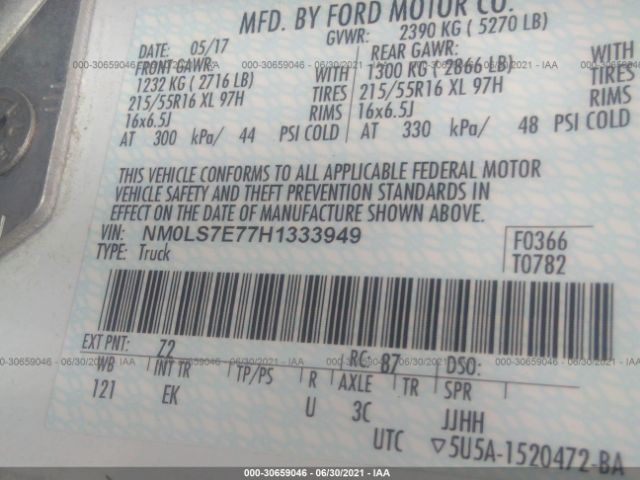 MFD. BY FORD MOTOR CO.
DATE: 05/17 GVWR: 2390 KG ( 5270 LB)
FRONT GAWR: REAR GAWR:
000-30659046 - 06/30/2021 - IAA 000-30659046 - 06/30/2021 - IAA 000-30659046 - 06/30/2021 - IAA
1232 KG ( 2716 LB) WITH 1300 KG ( 2866 LB) WITH
215/55R16 XL 97H TIRES 215/55R16 XL 97H TIRES
16x6.5J RIMS 16x6.5J RIMS
AT 300 kPa/ 44 PSI COLD AT 330 kPa/ 48 PSI COLD
THIS VEHICLE CONFORMS TO ALL APPLICABLE FEDERAL MOTOR
VEHICLE SAFETY AND THEFT PREVENTION STANDARDS IN
EFFECT ON THE DATE OF MANUFACTURE SHOWN ABOVE.
VIN: NM0LS7E77H1333949 F0366
TYPE: Truck T0782
EXT PNT: Z2 RC: 87 DSO:
000-30659046 - 06/30/2021 - IAA 000-30659046 - 06/30/2021 - IAA 000-30659046 - 06/30/2021 - IAA
WB INT TR TP/PS R AXLE TR SPR
121 EK U 3C JJHH
UTC ▽5U5A-1520472-BA
000-30659046 - 06/30/2021 - IAA